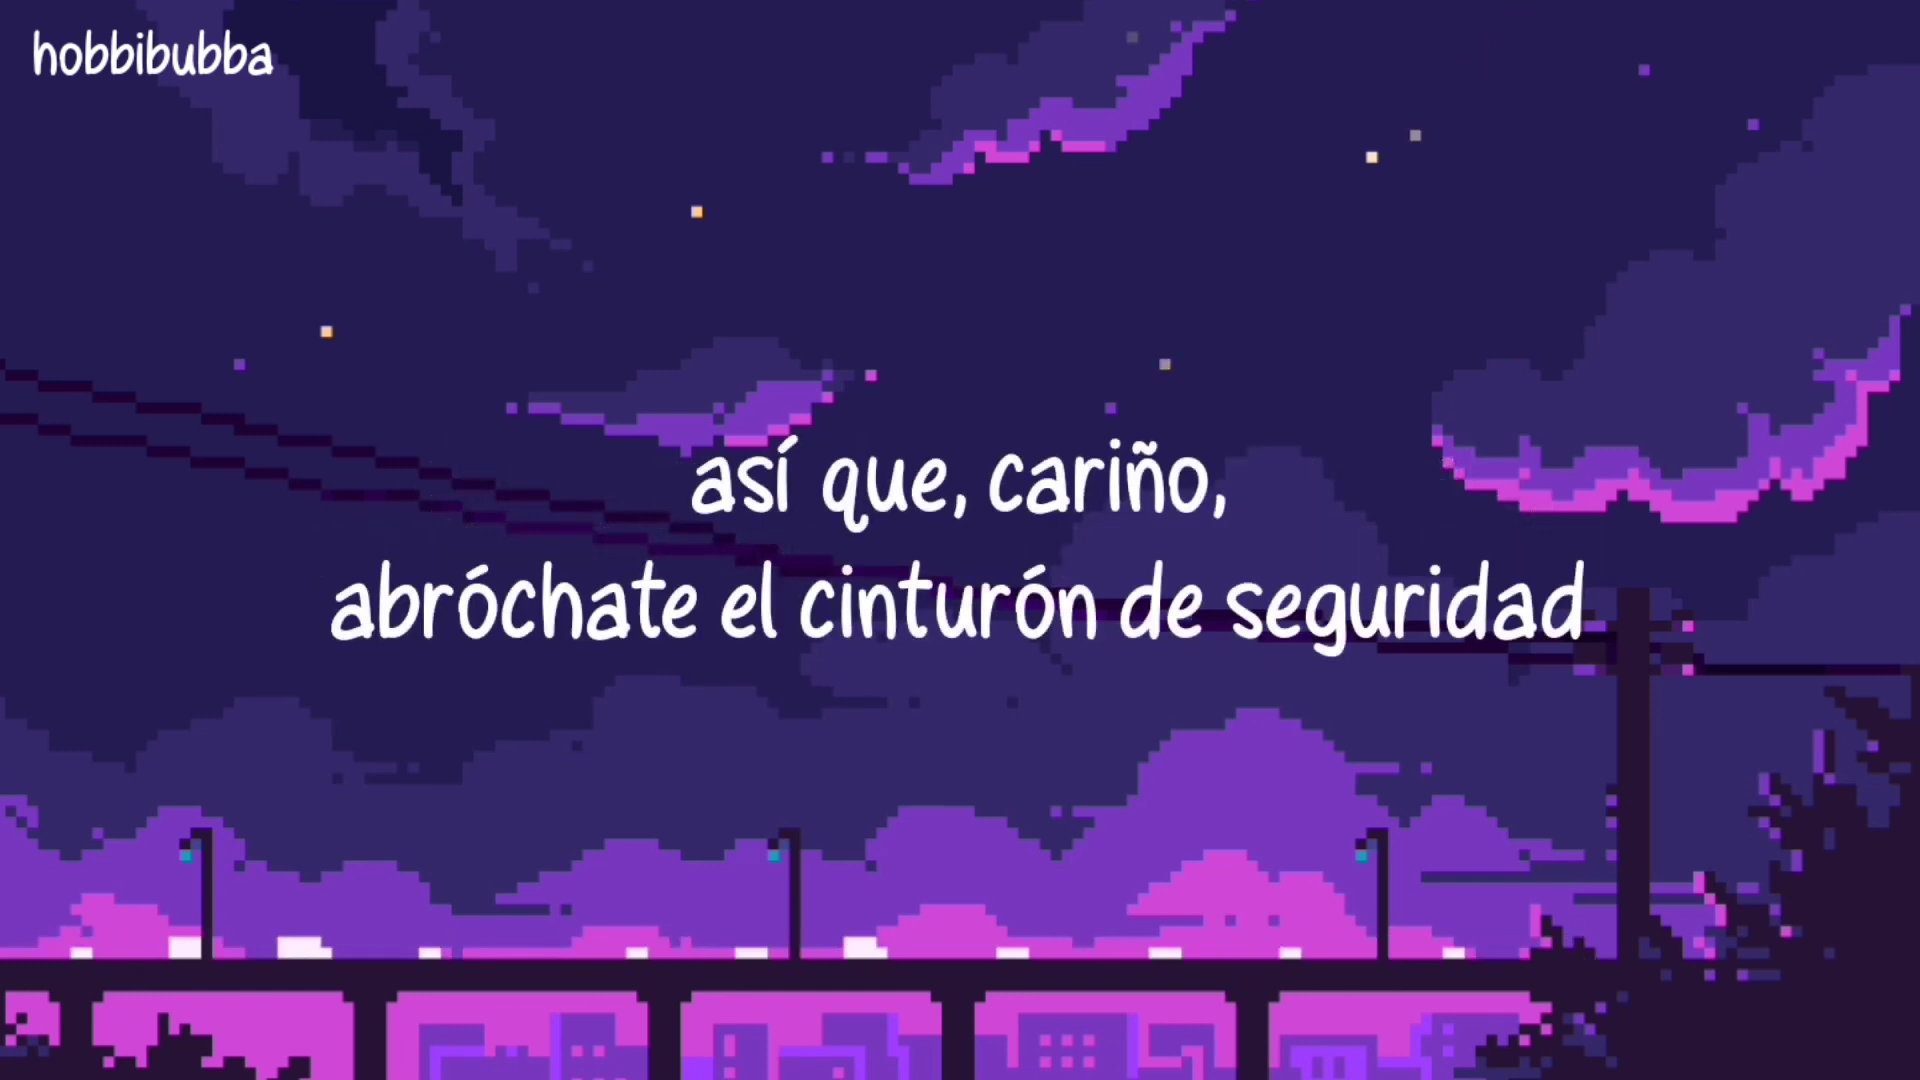 hobbibubba
así que, cariño,
abróchate el cinturón de seguridad